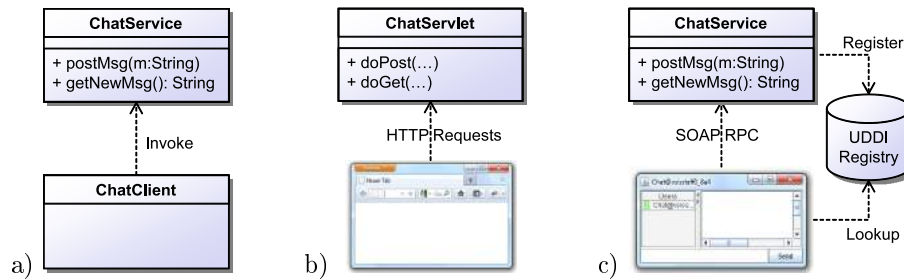 ChatService
+ postMsg(m:String)
+ getNewMsg(): String
Invoke
ChatClient
a)
ChatServlet
+ doPost(…)
+ doGet(…)
HTTP Requests
b)
ChatService
+ postMsg(m:String)
+ getNewMsg(): String
Register
SOAP RPC
UDDI
Registry
Users
Send
Lookup
c)